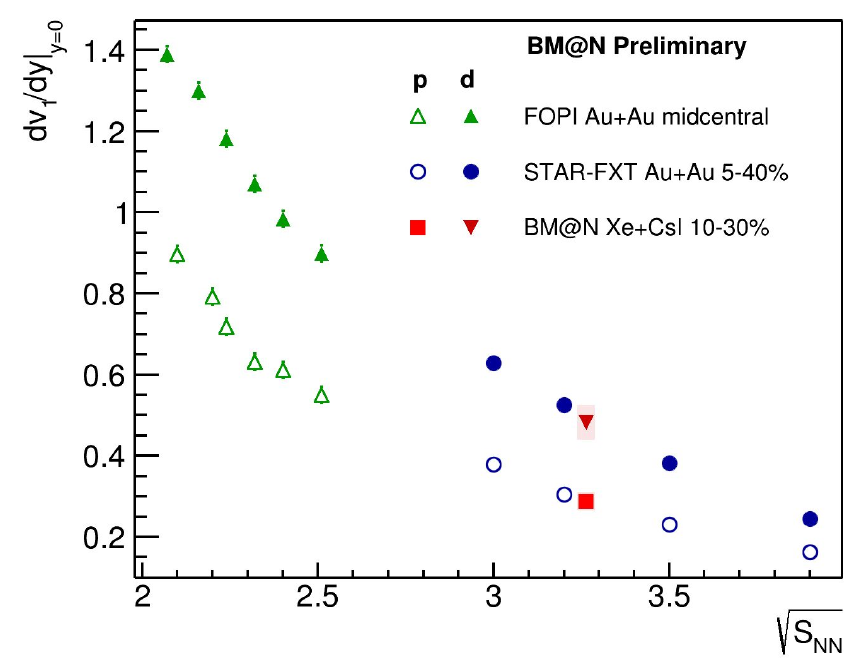 dv₁/dy|y=0
BM@N Preliminary
p d
FOPI Au+Au midcentral
STAR-FXT Au+Au 5-40%
BM@N Xe+CsI 10-30%
1.4
1.2
1
0.8
0.6
0.4
0.2
2 2.5 3 3.5
√SNN